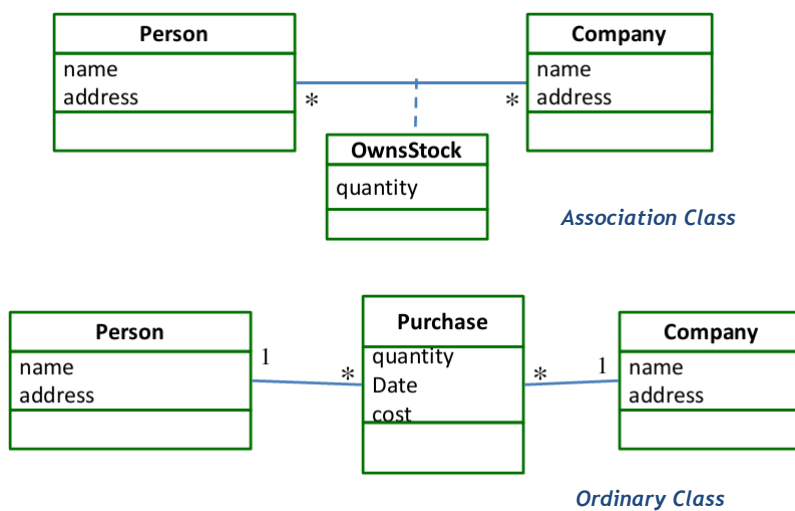 Person
Company
name
address
name
address
*
*
OwnsStock
quantity
Association Class
Person
Purchase
Company
name
address
1
*
quantity
Date
cost
*
1
name
address
Ordinary Class